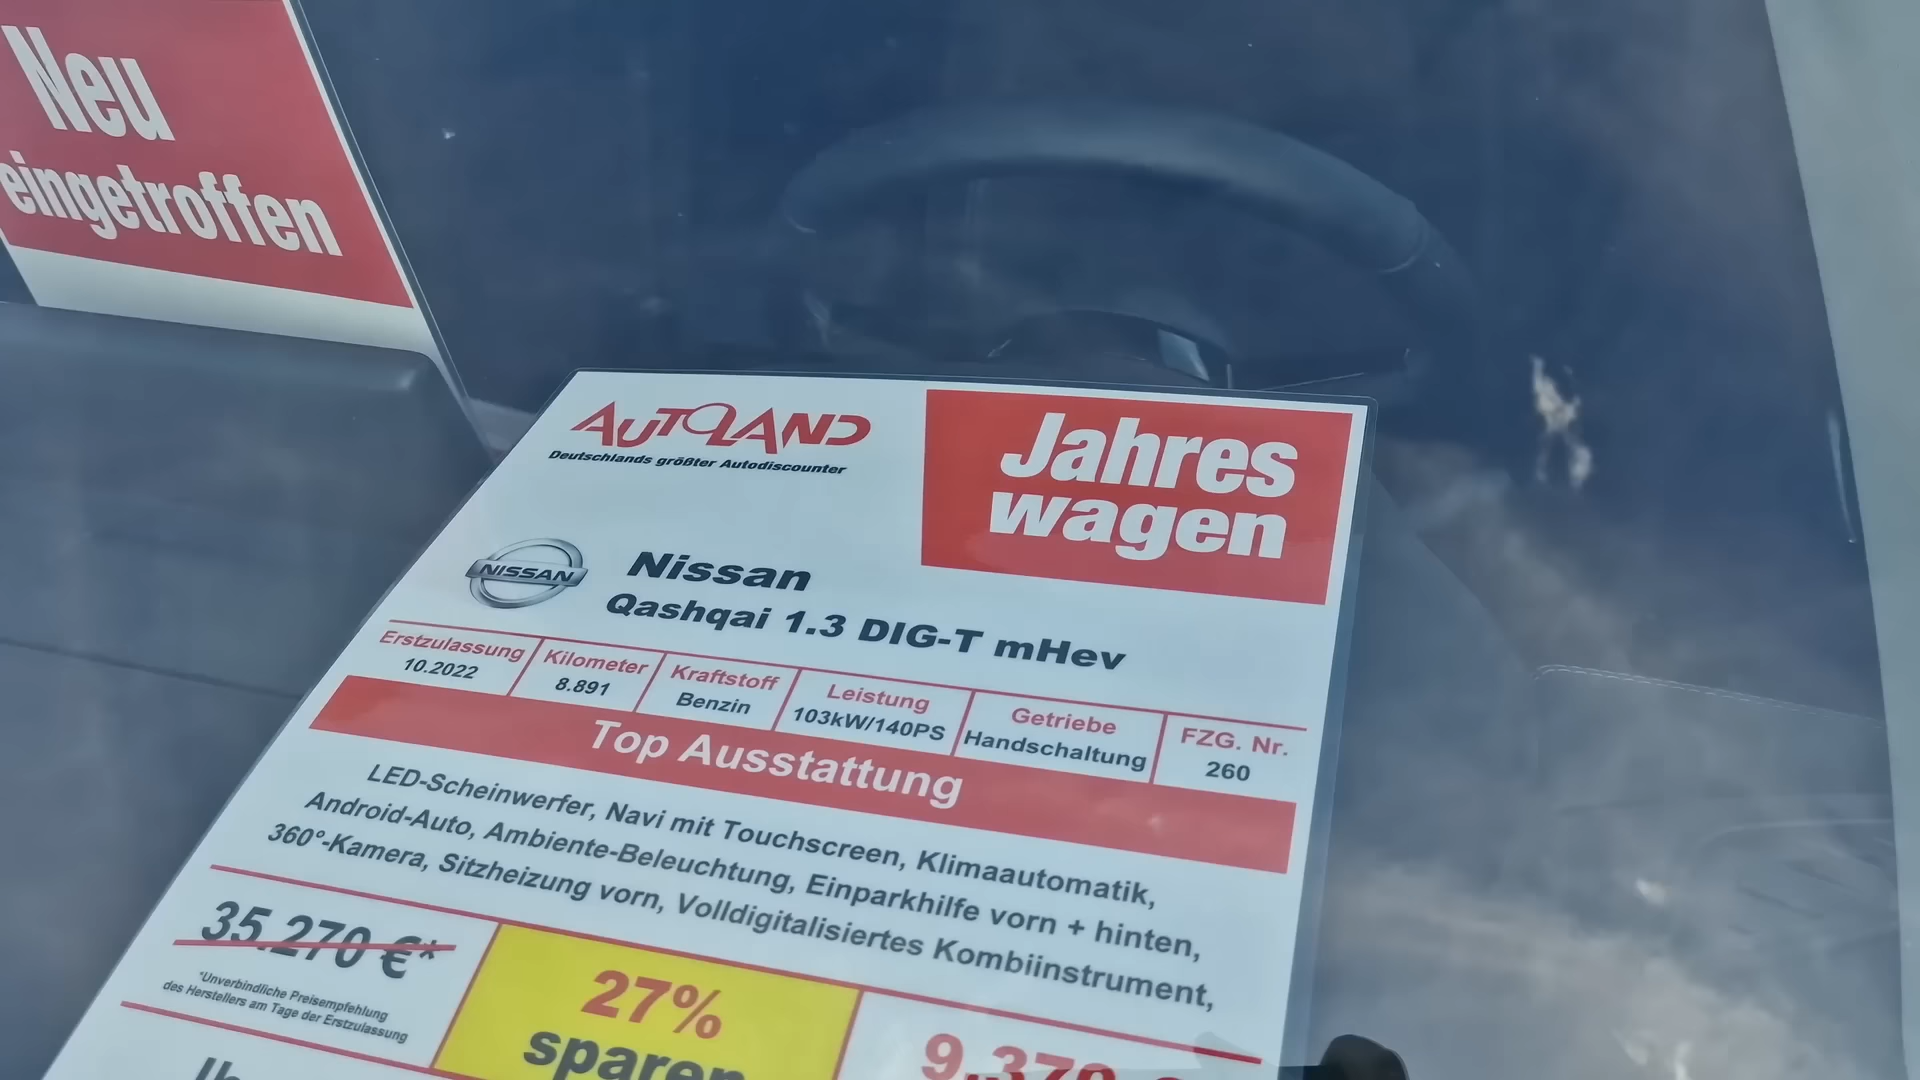 Neu
eingetroffen
AUTOLAND
Deutschlands größter Autodiscounter
Jahres
wagen
NISSAN
Nissan
Qashqai 1.3 DIG-T mHev
Erstzulassung
10.2022
Kilometer
8.891
Kraftstoff
Benzin
Leistung
103kW/140PS
Getriebe
Handschaltung
FZG. Nr.
260
Top Ausstattung
LED-Scheinwerfer, Navi mit Touchscreen, Klimaautomatik,
Android-Auto, Ambiente-Beleuchtung, Einparkhilfe vorn + hinten,
360°-Kamera, Sitzheizung vorn, Volldigitalisiertes Kombiinstrument,
35.270 €*
*Unverbindliche Preisempfehlung
des Herstellers am Tage der Erstzulassung
27%
sparen
9.379